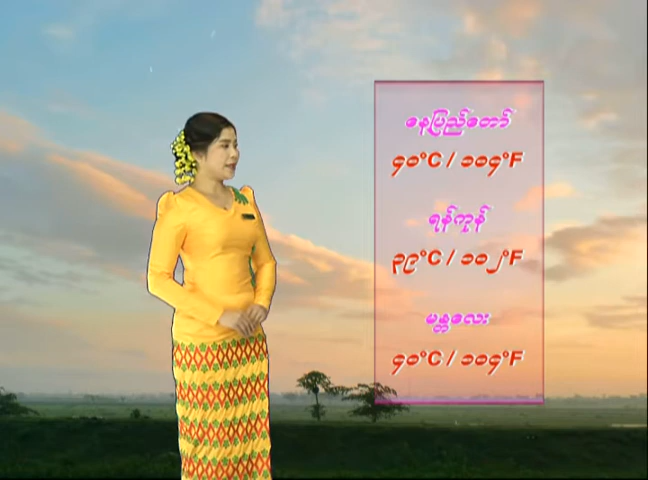 နေပြည်တော်
၄၀°C / ၁၀၄°F
ရန်ကုန်
၃၉°C / ၁၀၂°F
မန္တလေး
၄၀°C / ၁၀၄°F